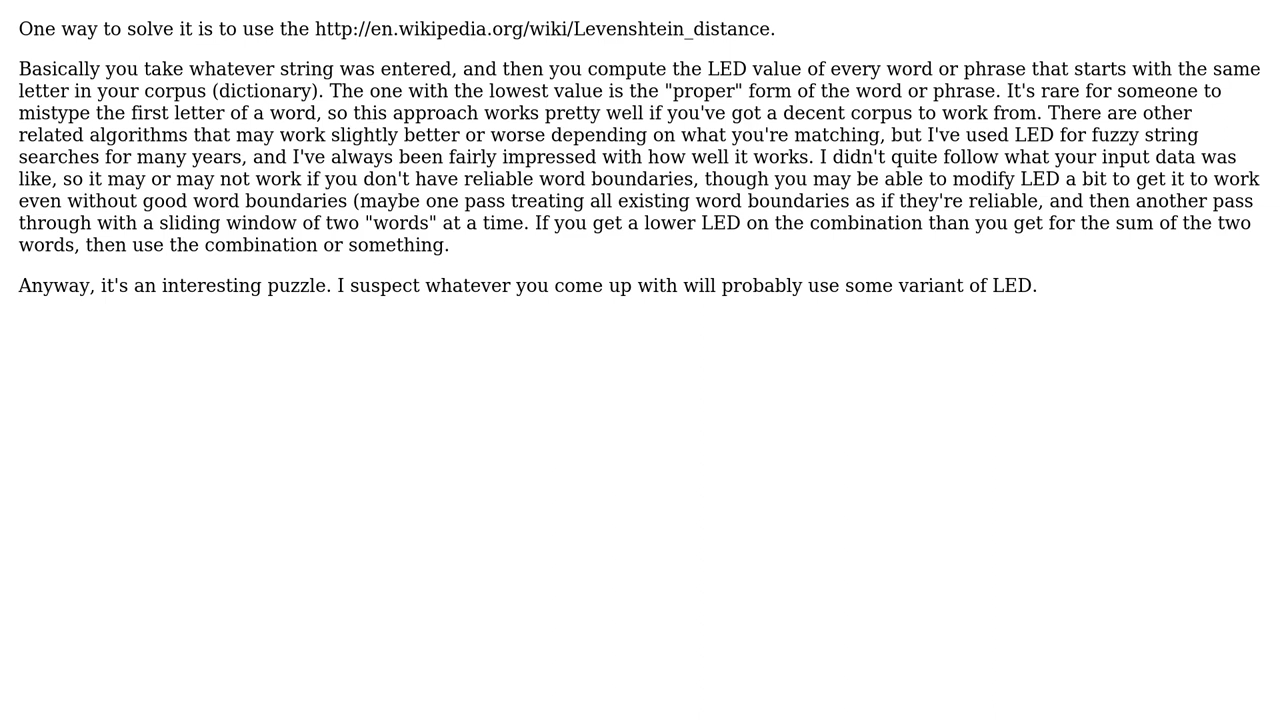 One way to solve it is to use the http://en.wikipedia.org/wiki/Levenshtein_distance.
Basically you take whatever string was entered, and then you compute the LED value of every word or phrase that starts with the same
letter in your corpus (dictionary). The one with the lowest value is the "proper" form of the word or phrase. It's rare for someone to
mistype the first letter of a word, so this approach works pretty well if you've got a decent corpus to work from. There are other
related algorithms that may work slightly better or worse depending on what you're matching, but I've used LED for fuzzy string
searches for many years, and I've always been fairly impressed with how well it works. I didn't quite follow what your input data was
like, so it may or may not work if you don't have reliable word boundaries, though you may be able to modify LED a bit to get it to work
even without good word boundaries (maybe one pass treating all existing word boundaries as if they're reliable, and then another pass
through with a sliding window of two "words" at a time. If you get a lower LED on the combination than you get for the sum of the two
words, then use the combination or something.
Anyway, it's an interesting puzzle. I suspect whatever you come up with will probably use some variant of LED.